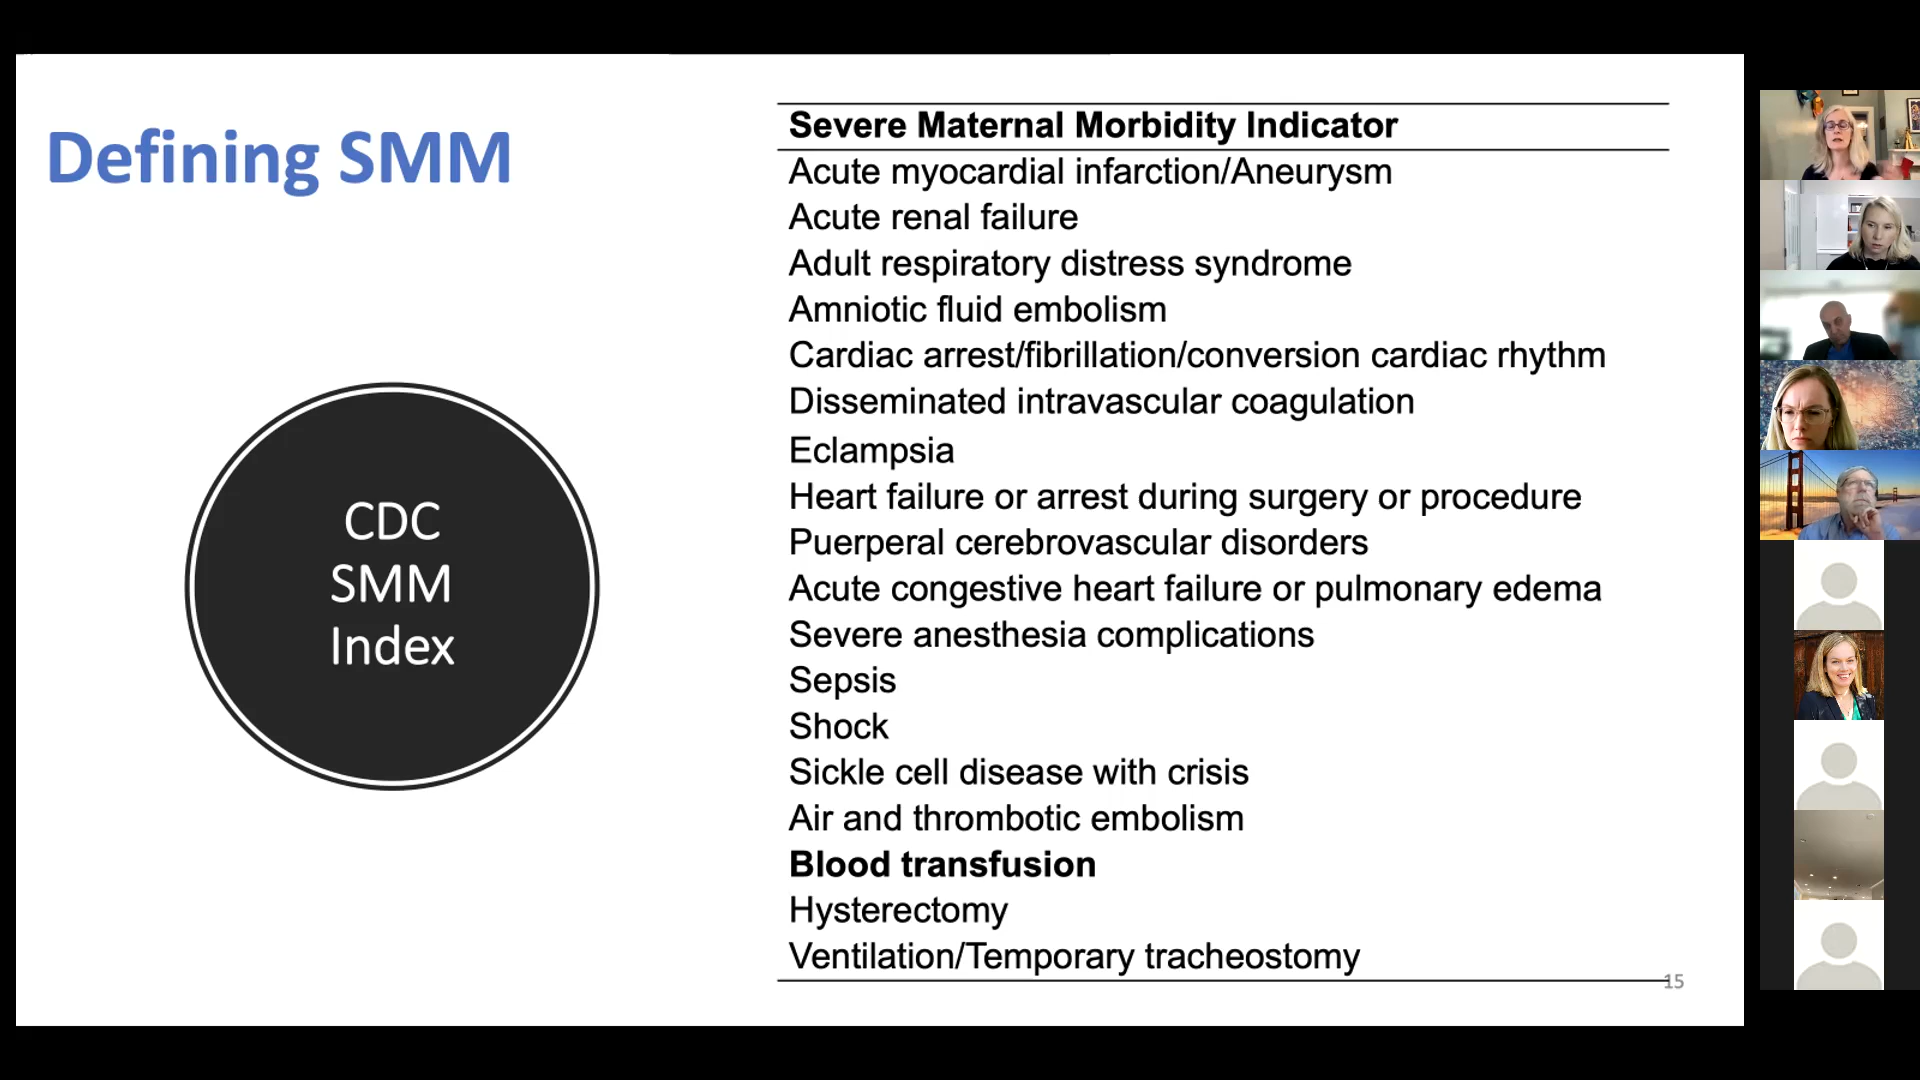 Defining SMM
CDC
SMM
Index
Severe Maternal Morbidity Indicator
Acute myocardial infarction/Aneurysm
Acute renal failure
Adult respiratory distress syndrome
Amniotic fluid embolism
Cardiac arrest/fibrillation/conversion cardiac rhythm
Disseminated intravascular coagulation
Eclampsia
Heart failure or arrest during surgery or procedure
Puerperal cerebrovascular disorders
Acute congestive heart failure or pulmonary edema
Severe anesthesia complications
Sepsis
Shock
Sickle cell disease with crisis
Air and thrombotic embolism
Blood transfusion
Hysterectomy
Ventilation/Temporary tracheostomy
15